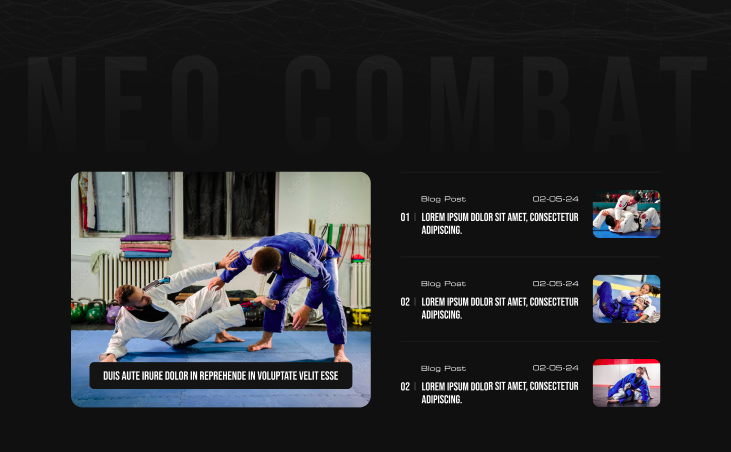 NEO COMBAT
DUIS AUTE IRURE DOLOR IN REPREHENDE IN VOLUPTATE VELIT ESSE
Blog Post 02-05-24
01 LOREM IPSUM DOLOR SIT AMET, CONSECTETUR
ADIPISCING.
Blog Post 02-05-24
02 LOREM IPSUM DOLOR SIT AMET, CONSECTETUR
ADIPISCING.
Blog Post 02-05-24
02 LOREM IPSUM DOLOR SIT AMET, CONSECTETUR
ADIPISCING.